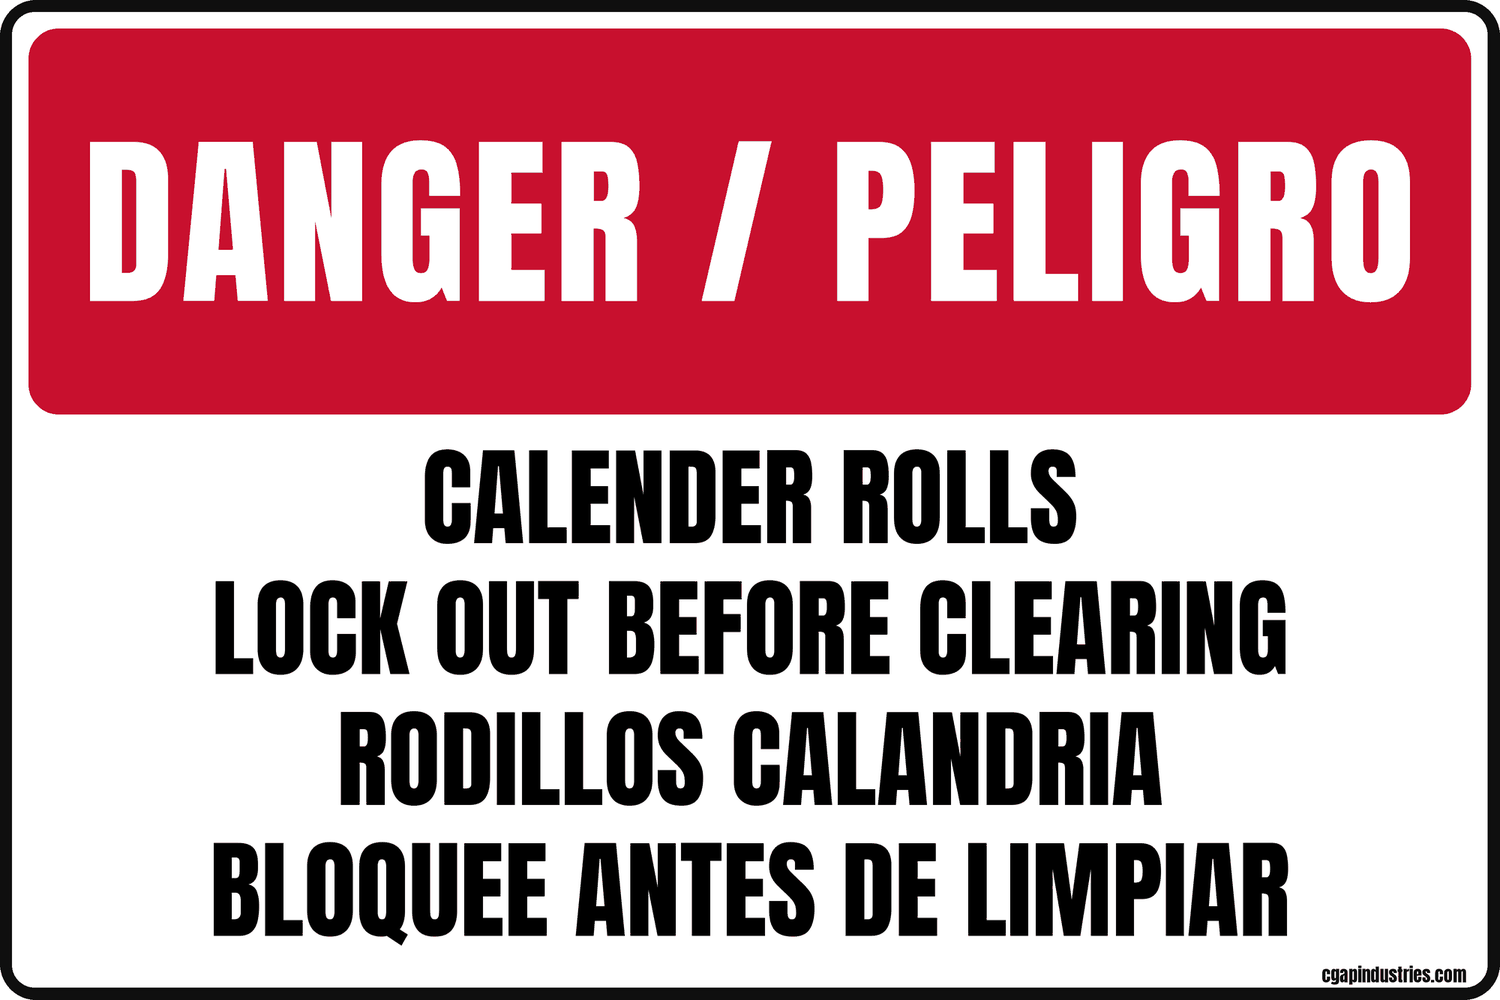 DANGER / PELIGRO
CALENDER ROLLS
LOCK OUT BEFORE CLEARING
RODILLOS CALANDRIA
BLOQUEE ANTES DE LIMPIAR
cgapindustries.com